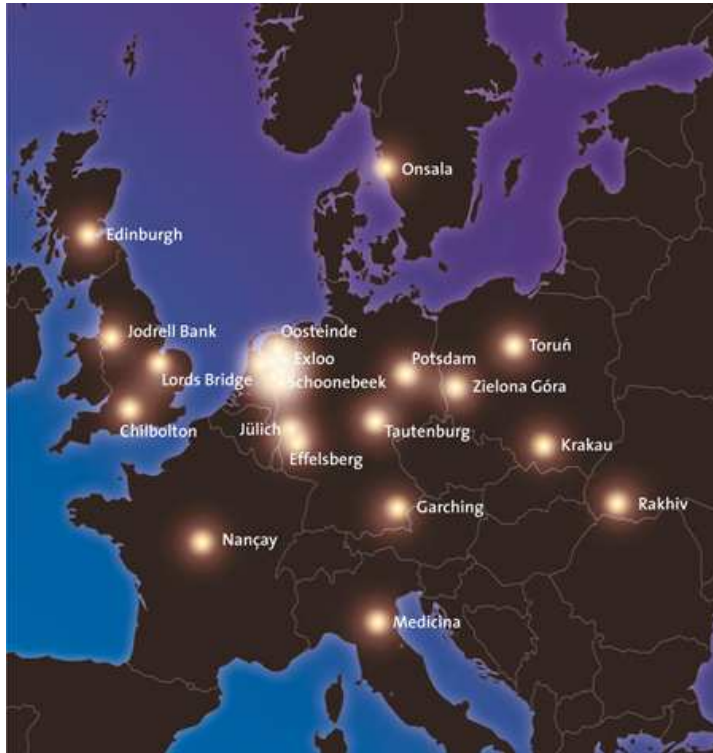 Onsala
Edinburgh
Jodrell Bank
Oosteinde
Exloo
Potsdam
Toruń
Lords Bridge
Schoonebeek
Zielona Góra
Chilbolton
Jülich
Tautenburg
Krakau
Effelsberg
Garching
Rakhiv
Nançay
Medicina